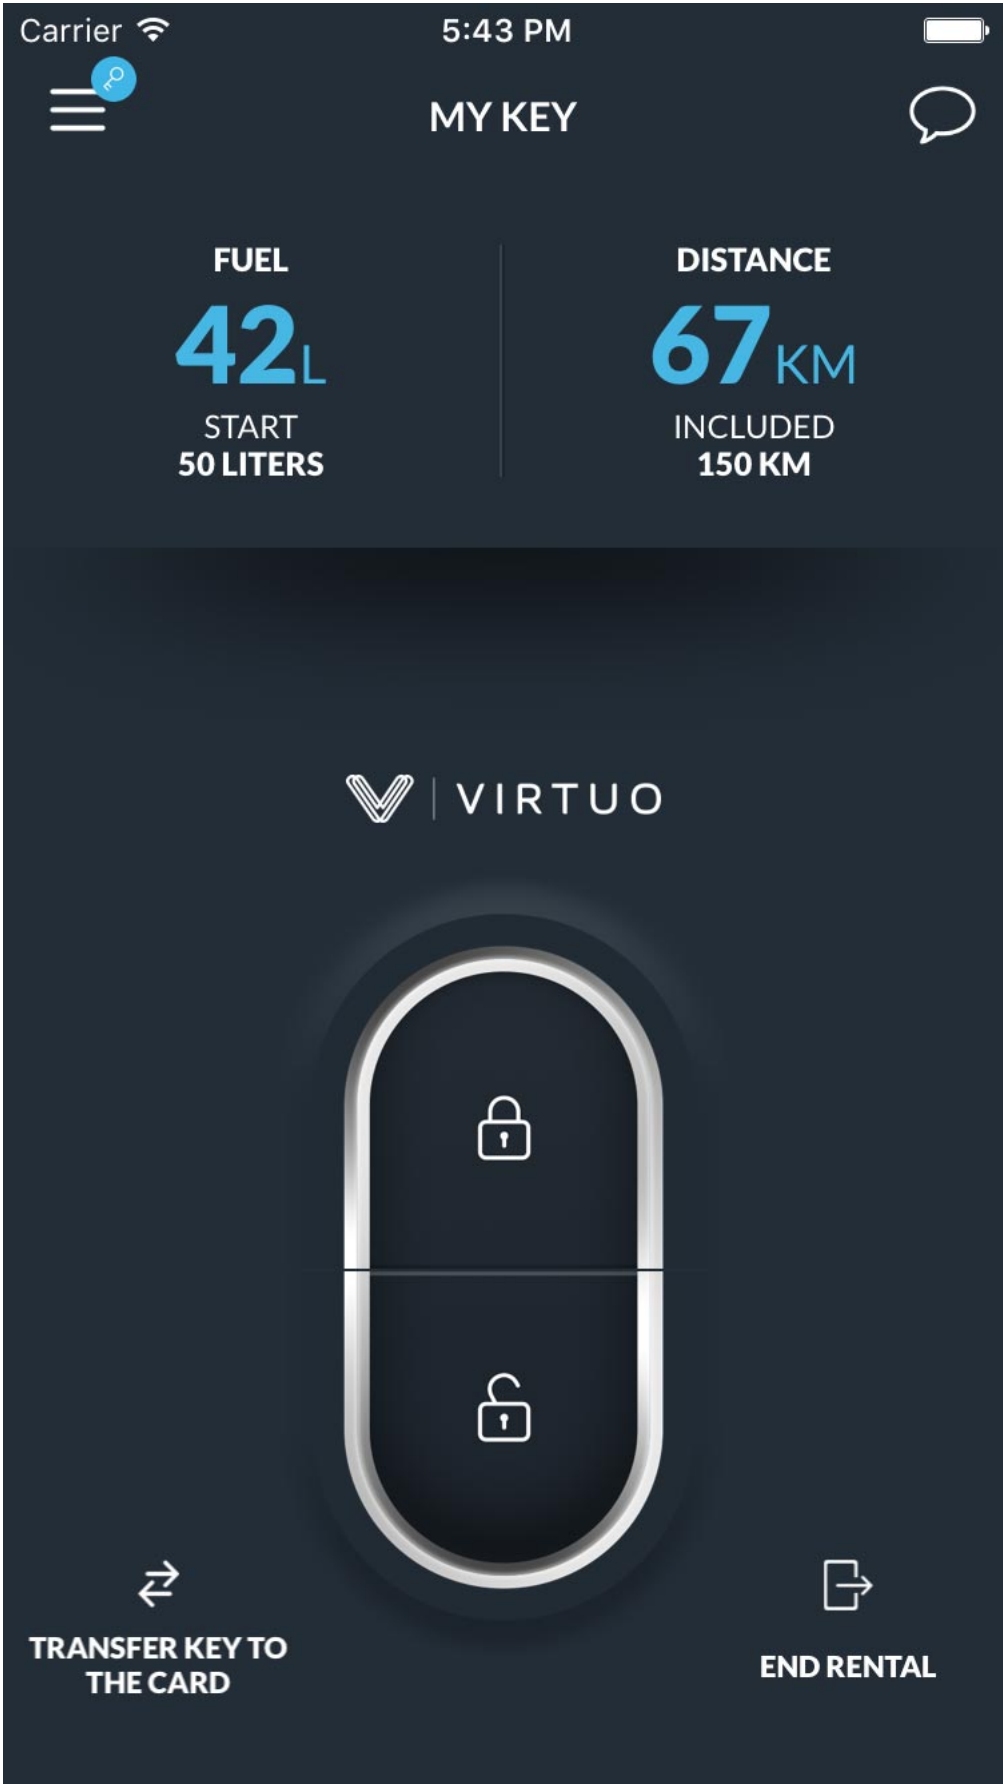 Carrier
5:43 PM
MY KEY
FUEL
42L
START
50 LITERS
DISTANCE
67KM
INCLUDED
150 KM
VIRTUO
TRANSFER KEY TO
THE CARD
END RENTAL